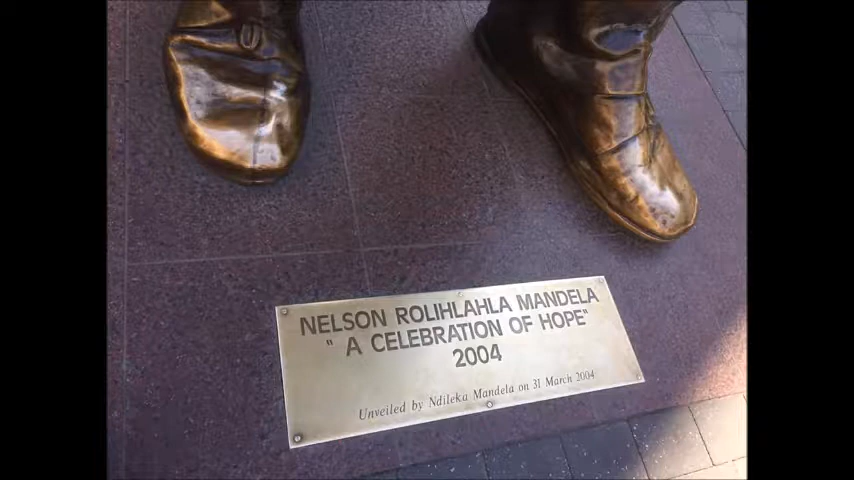 NELSON ROLIHLAHLA MANDELA
"A CELEBRATION OF HOPE"
2004
Unveiled by Ndileka Mandela on 31 March 2004